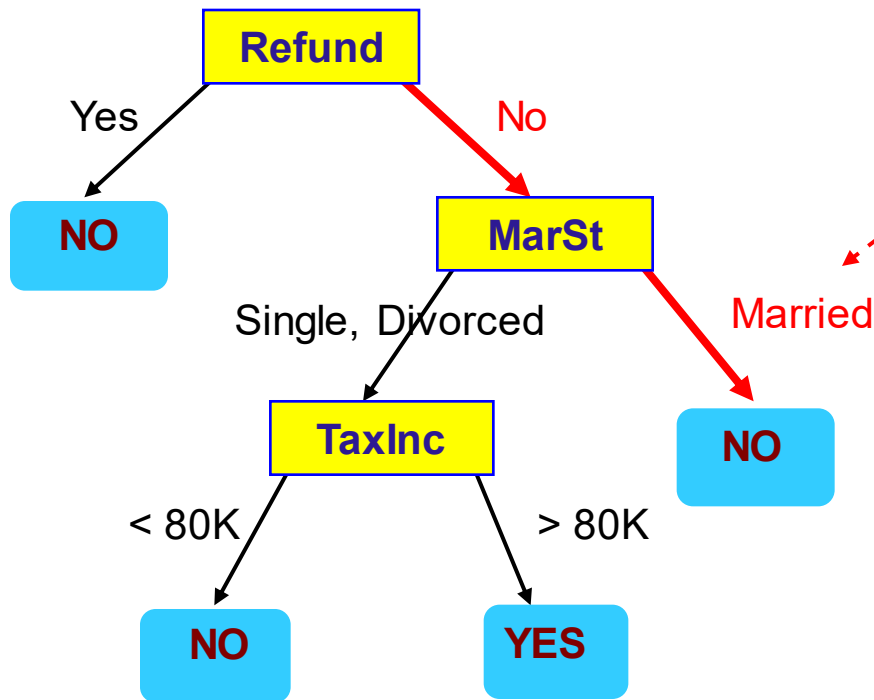 Refund
Yes
No
NO
MarSt
Single, Divorced
Married
TaxInc
NO
< 80K
> 80K
NO
YES